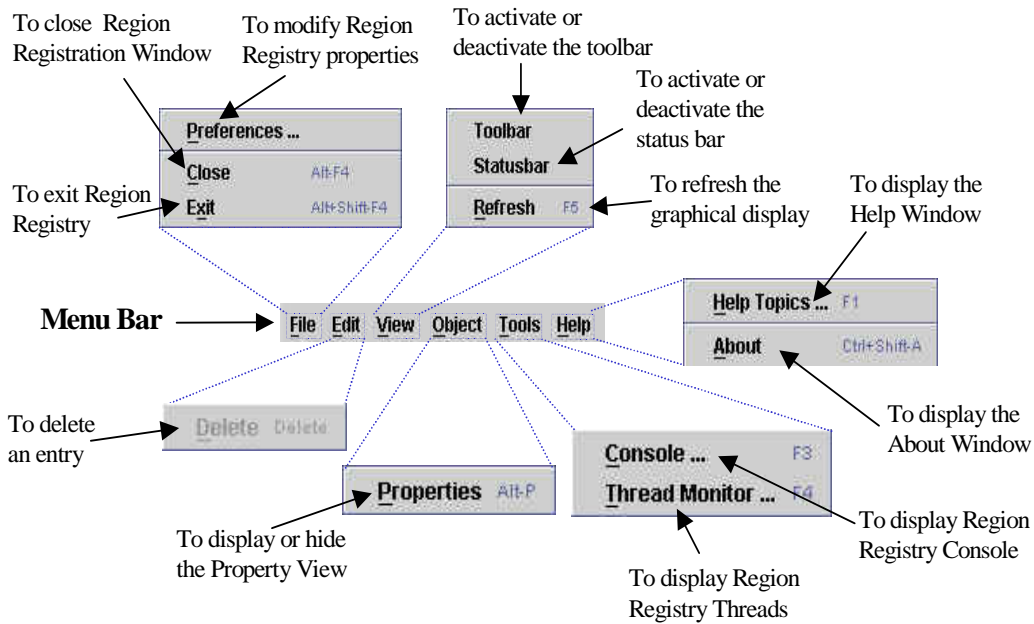 To close Region
Registration Window
To modify Region
Registry properties
To activate or
deactivate the toolbar
To activate or
deactivate the
status bar
Preferences ...
Close Alt-F4
Exit Alt+Shift-F4
To exit Region
Registry
Toolbar
Statusbar
Refresh F5
To refresh the
graphical display
To display the
Help Window
Menu Bar
File Edit View Object Tools Help
Help Topics ... F1
About Ctrl+Shift-A
To delete
an entry
Delete Delete
Properties Alt-P
To display or hide
the Property View
Console ... F3
Thread Monitor ... F4
To display the
About Window
To display Region
Registry Console
To display Region
Registry Threads